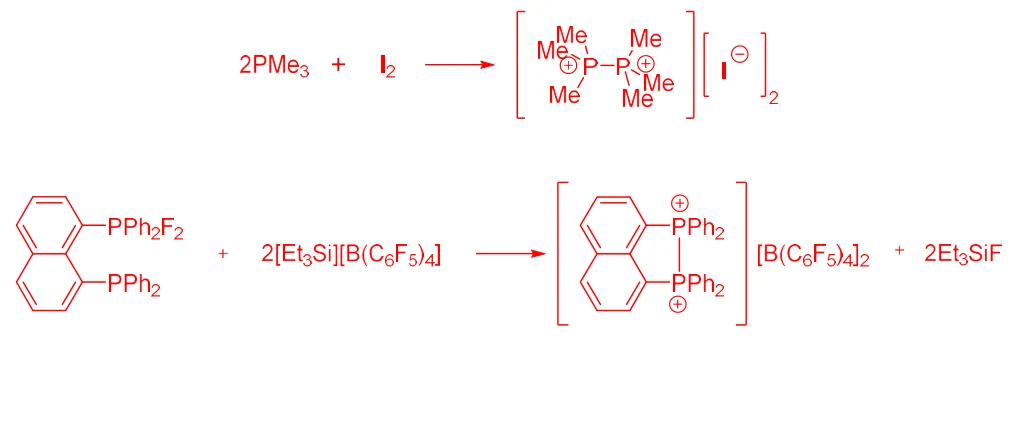 2PMe3 + I2 [ Me Me Me ⊕ P–P ⊕ Me Me Me ] [ I ⊖ ]2
PPh2F2 PPh2 + 2[Et3Si][B(C6F5)4] [ ⊕ PPh2 PPh2 ⊕ ] [B(C6F5)4]2 + 2Et3SiF